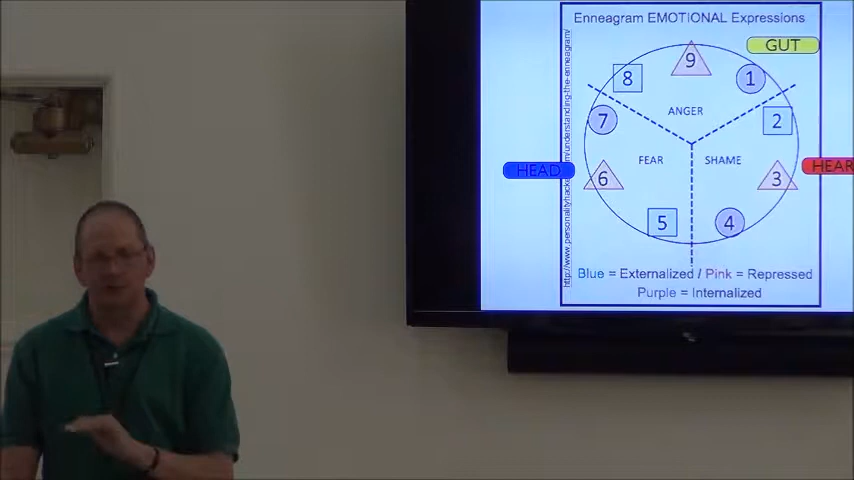 Enneagram EMOTIONAL Expressions
GUT
9
8
1
ANGER
7
2
FEAR
SHAME
HEAD
HEAR
6
3
5
4
Blue = Externalized / Pink = Repressed
Purple = Internalized